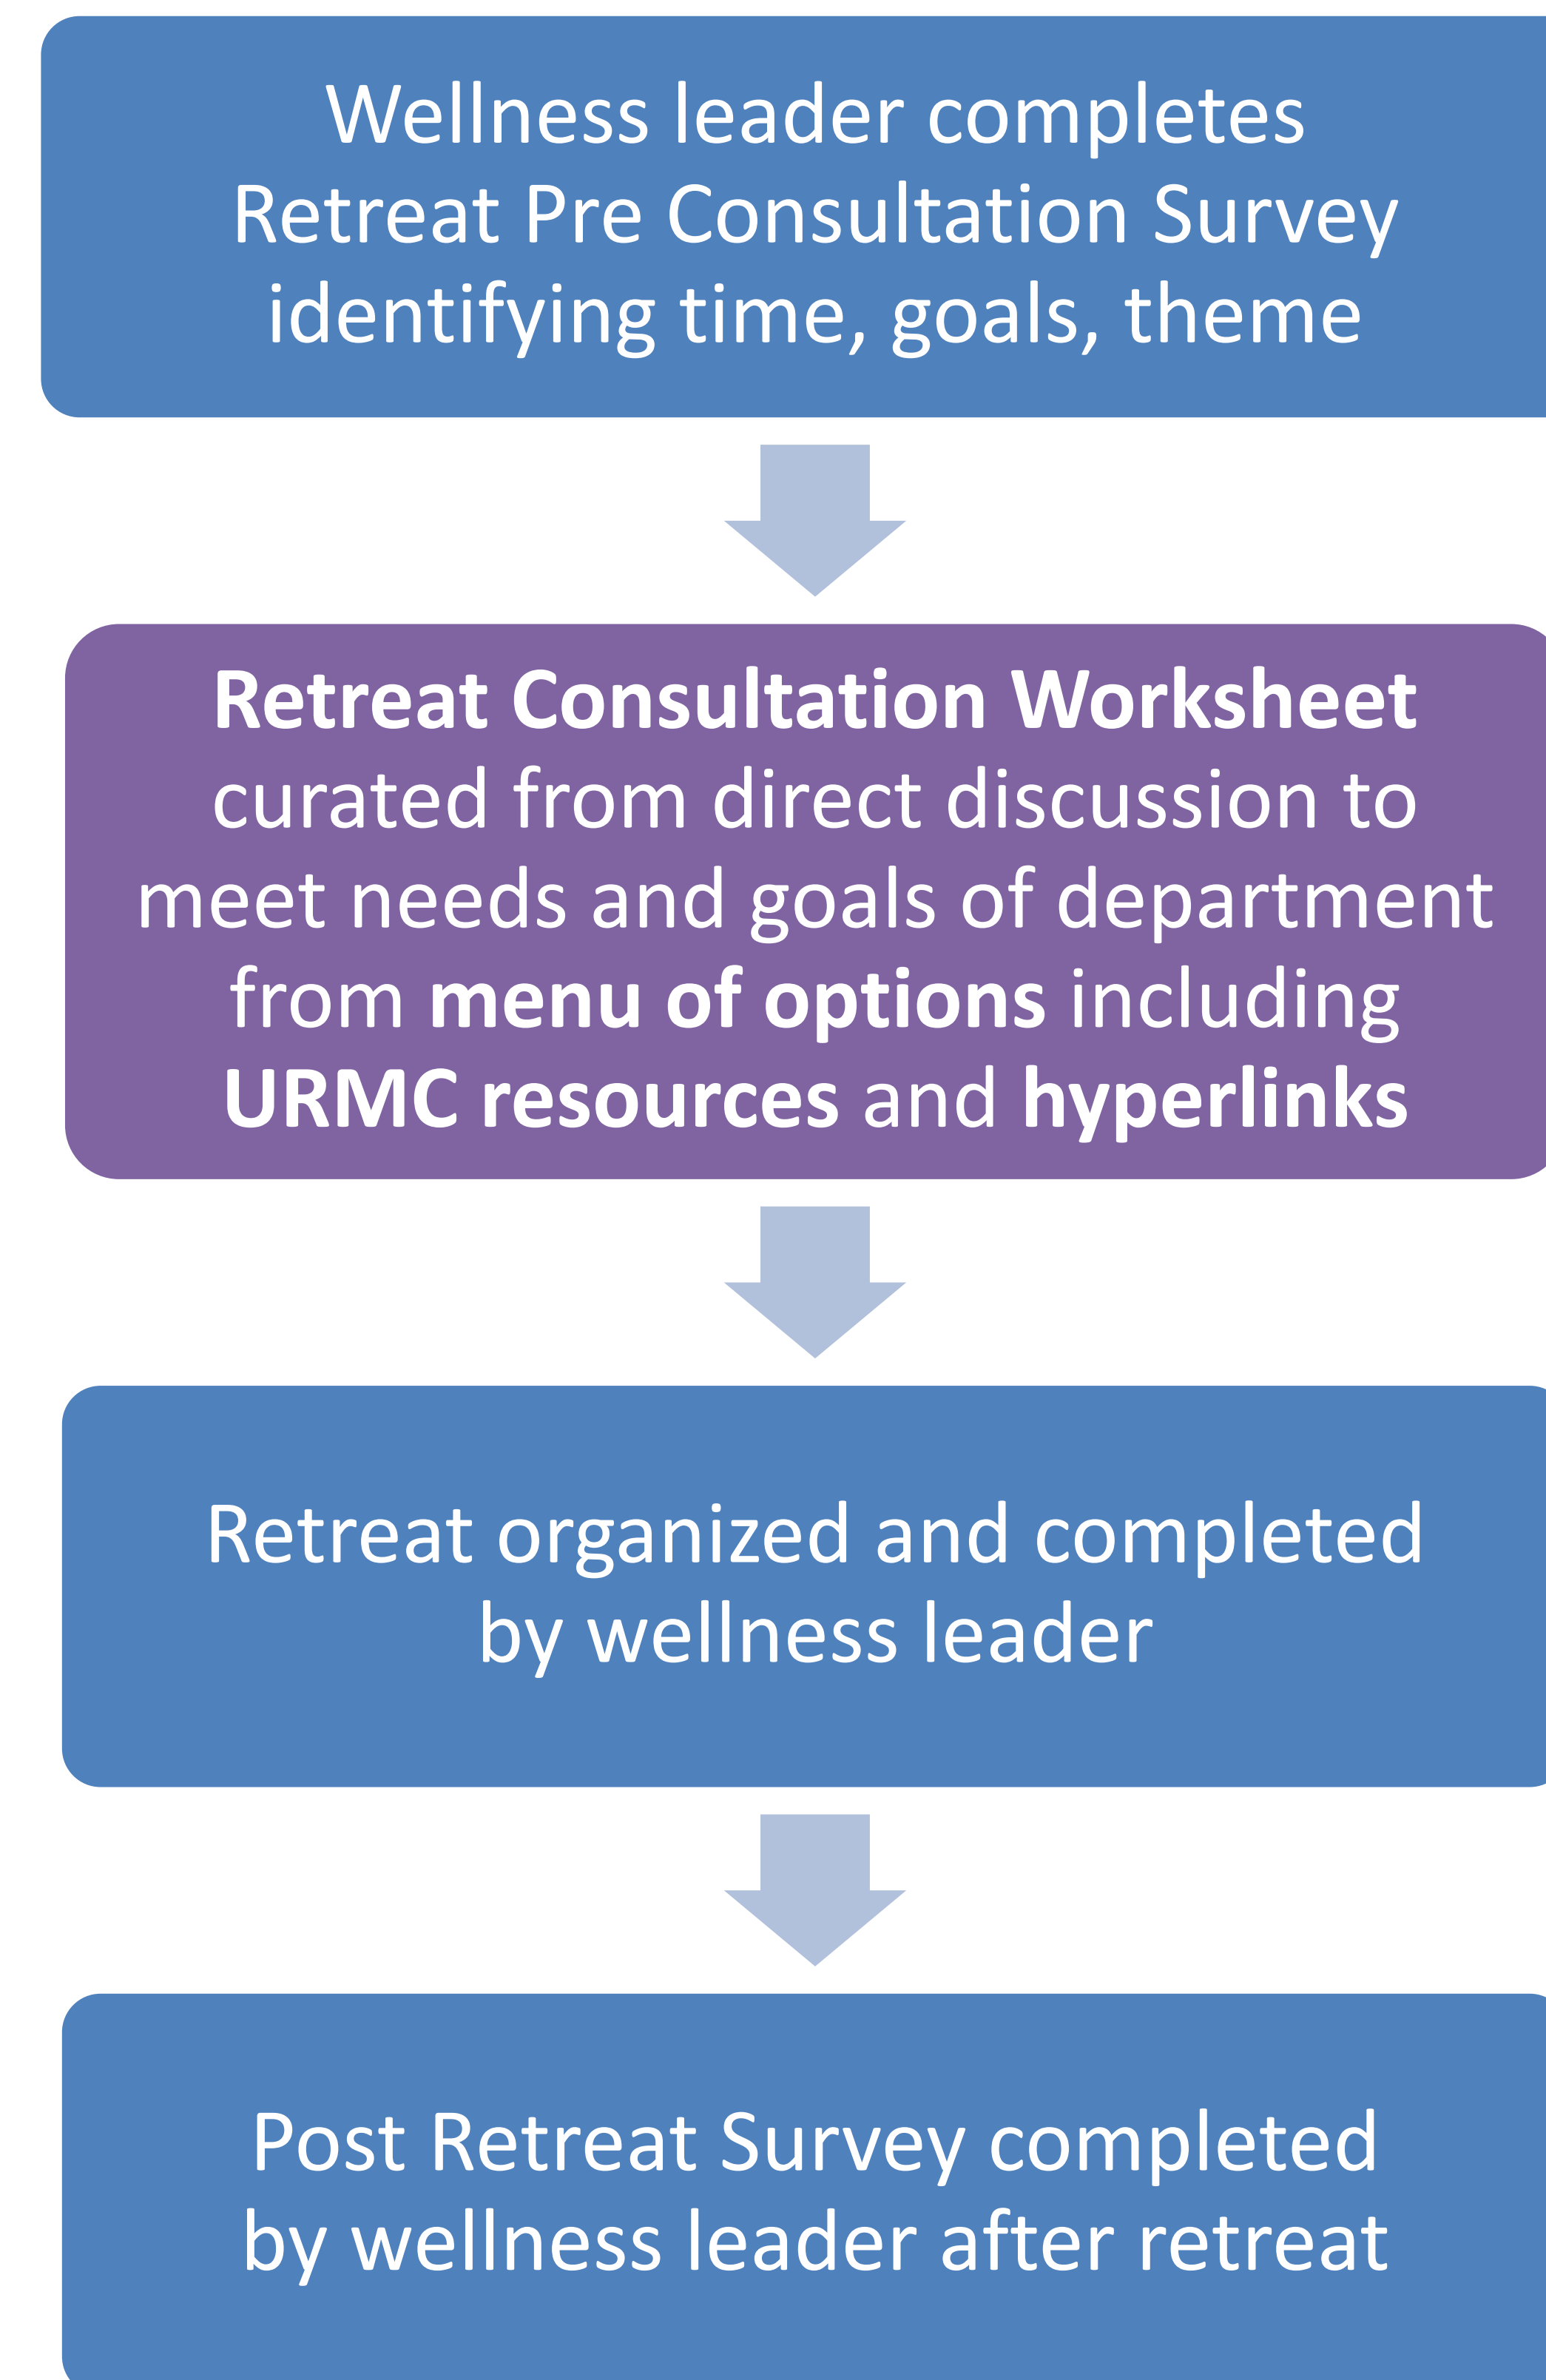 Wellness leader completes
Retreat Pre Consultation Survey
identifying time, goals, theme
Retreat Consultation Worksheet
curated from direct discussion to
meet needs and goals of department
from menu of options including
URMC resources and hyperlinks
Retreat organized and completed
by wellness leader
Post Retreat Survey completed
by wellness leader after retreat